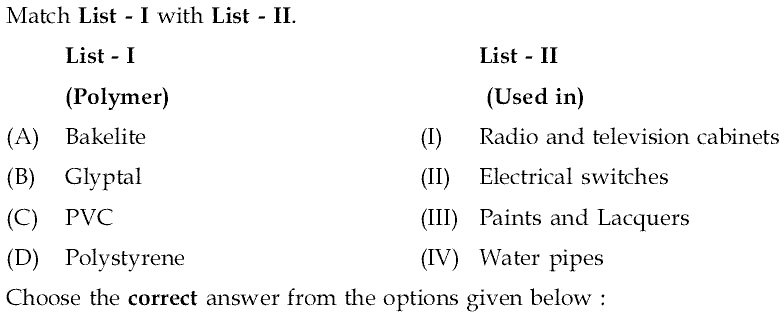 Match List - I with List - II.
List - I List - II
(Polymer) (Used in)
(A) Bakelite (I) Radio and television cabinets
(B) Glyptal (II) Electrical switches
(C) PVC (III) Paints and Lacquers
(D) Polystyrene (IV) Water pipes
Choose the correct answer from the options given below :